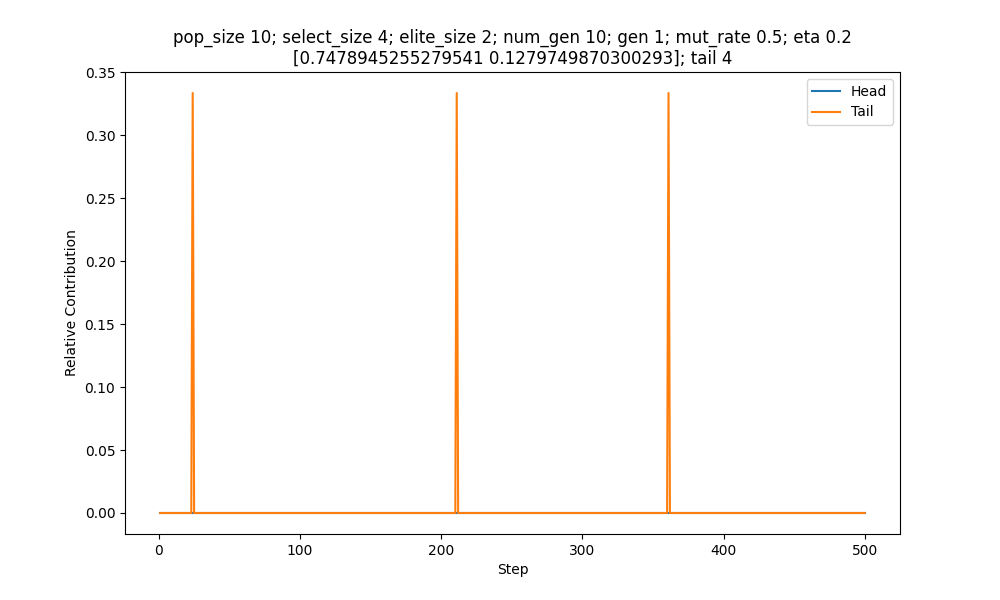 pop_size 10; select_size 4; elite_size 2; num_gen 10; gen 1; mut_rate 0.5; eta 0.2
[0.7478945255279541 0.1279749870300293]; tail 4
Head
Tail
0.35
0.30
0.25
0.20
0.15
0.10
0.05
0.00
Relative Contribution
0
100
200
300
400
500
Step